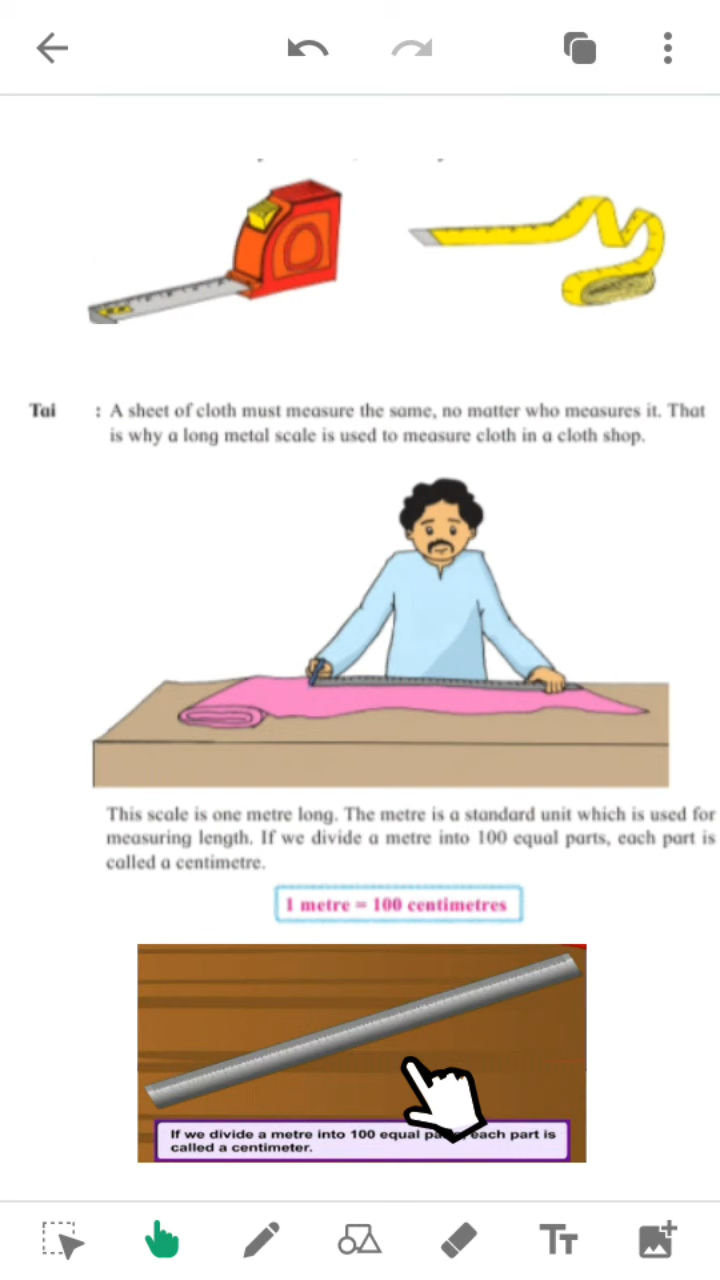 Tai : A sheet of cloth must measure the same, no matter who measures it. That
is why a long metal scale is used to measure cloth in a cloth shop.
This scale is one metre long. The metre is a standard unit which is used for
measuring length. If we divide a metre into 100 equal parts, each part is
called a centimetre.
1 metre = 100 centimetres
If we divide a metre into 100 equal each part is
called a centimeter.
TT